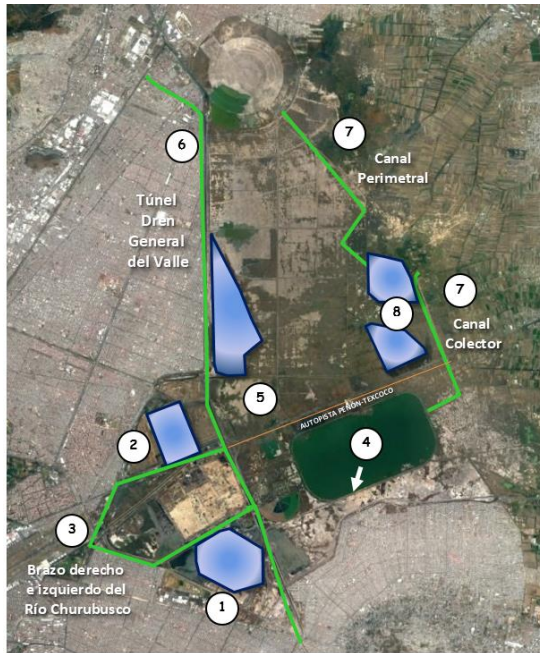 7
6
Canal
Perimetral
Túnel
Dren
General
del Valle
7
8
Canal
Colector
5
AUTOPISTA PEÑÓN-TEXCOCO
2
4
3
Brazo derecho
e izquierdo del
Río Churubusco
1